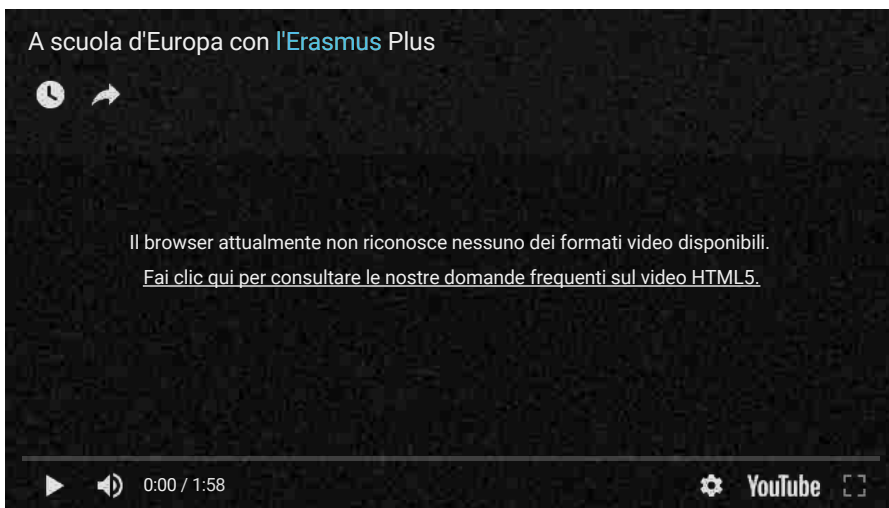 A scuola d'Europa con l'Erasmus Plus
Il browser attualmente non riconosce nessuno dei formati video disponibili.
Fai clic qui per consultare le nostre domande frequenti sul video HTML5.
0:00 / 1:58
YouTube